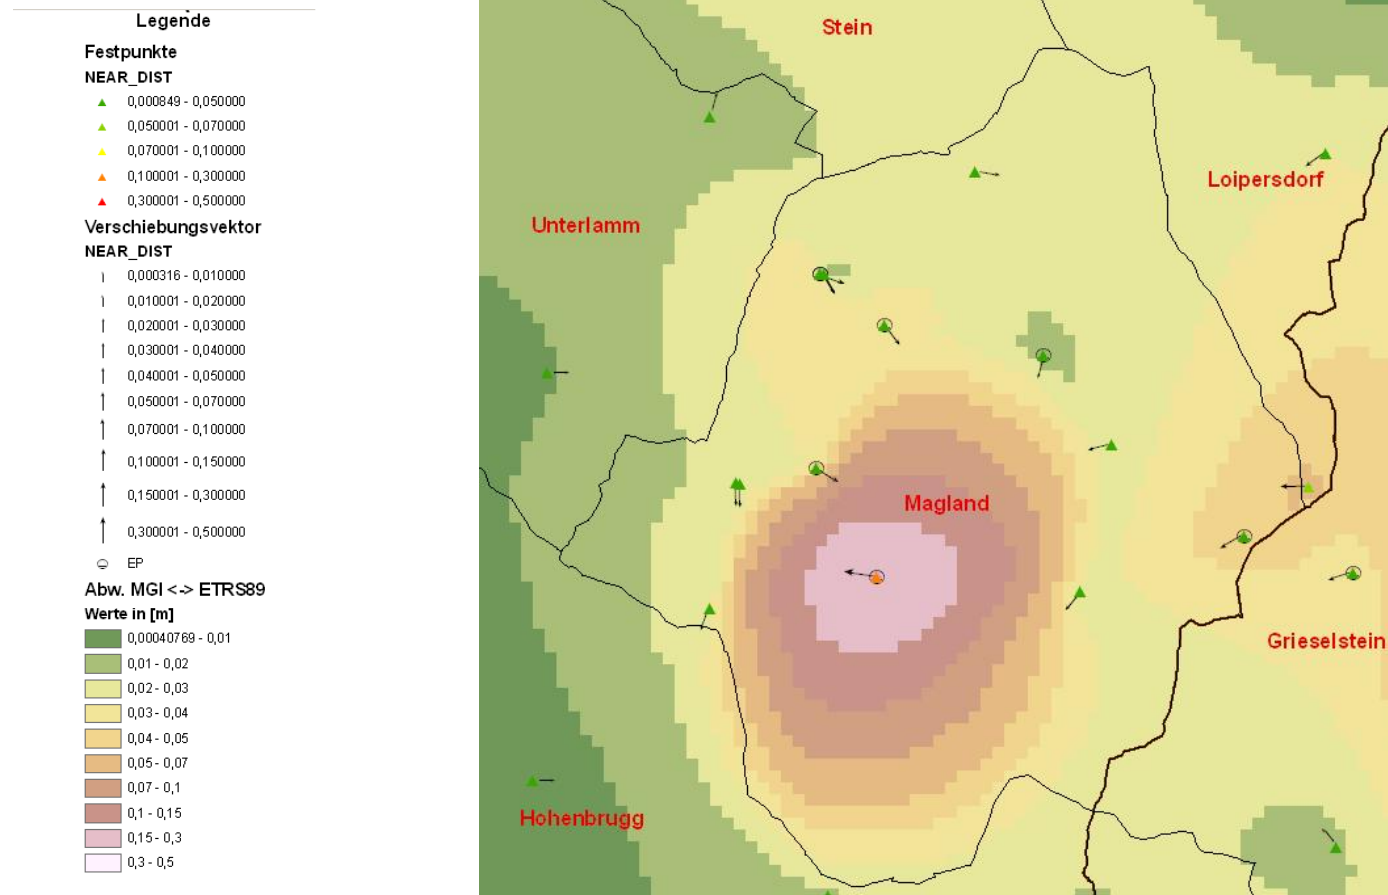 Legende
Festpunkte
NEAR_DIST
0,000849 - 0,050000
0,050001 - 0,070000
0,070001 - 0,100000
0,100001 - 0,300000
0,300001 - 0,500000
Verschiebungsvektor
NEAR_DIST
0,000316 - 0,010000
0,010001 - 0,020000
0,020001 - 0,030000
0,030001 - 0,040000
0,040001 - 0,050000
0,050001 - 0,070000
0,070001 - 0,100000
0,100001 - 0,150000
0,150001 - 0,300000
0,300001 - 0,500000
EP
Abw. MGI <-> ETRS89
Werte in [m]
0,00040769 - 0,01
0,01 - 0,02
0,02 - 0,03
0,03 - 0,04
0,04 - 0,05
0,05 - 0,07
0,07 - 0,1
0,1 - 0,15
0,15 - 0,3
0,3 - 0,5
Stein
Loipersdorf
Unterlamm
Magland
Grieselstein
Hohenbrugg